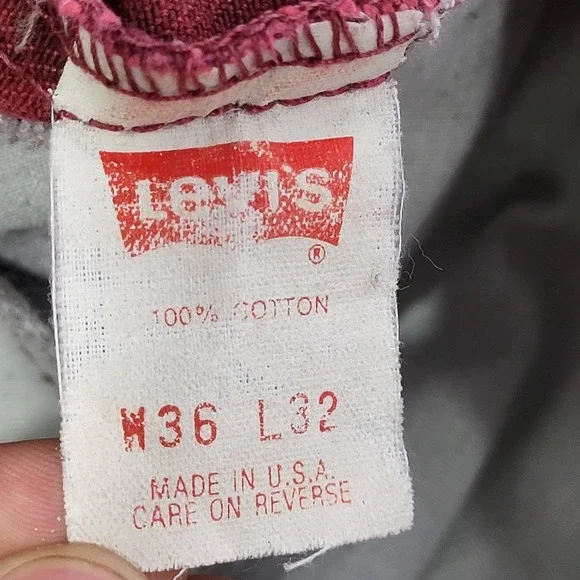 LEVI'S
®
100% COTTON
W36 L32
MADE IN U.S.A.
CARE ON REVERSE